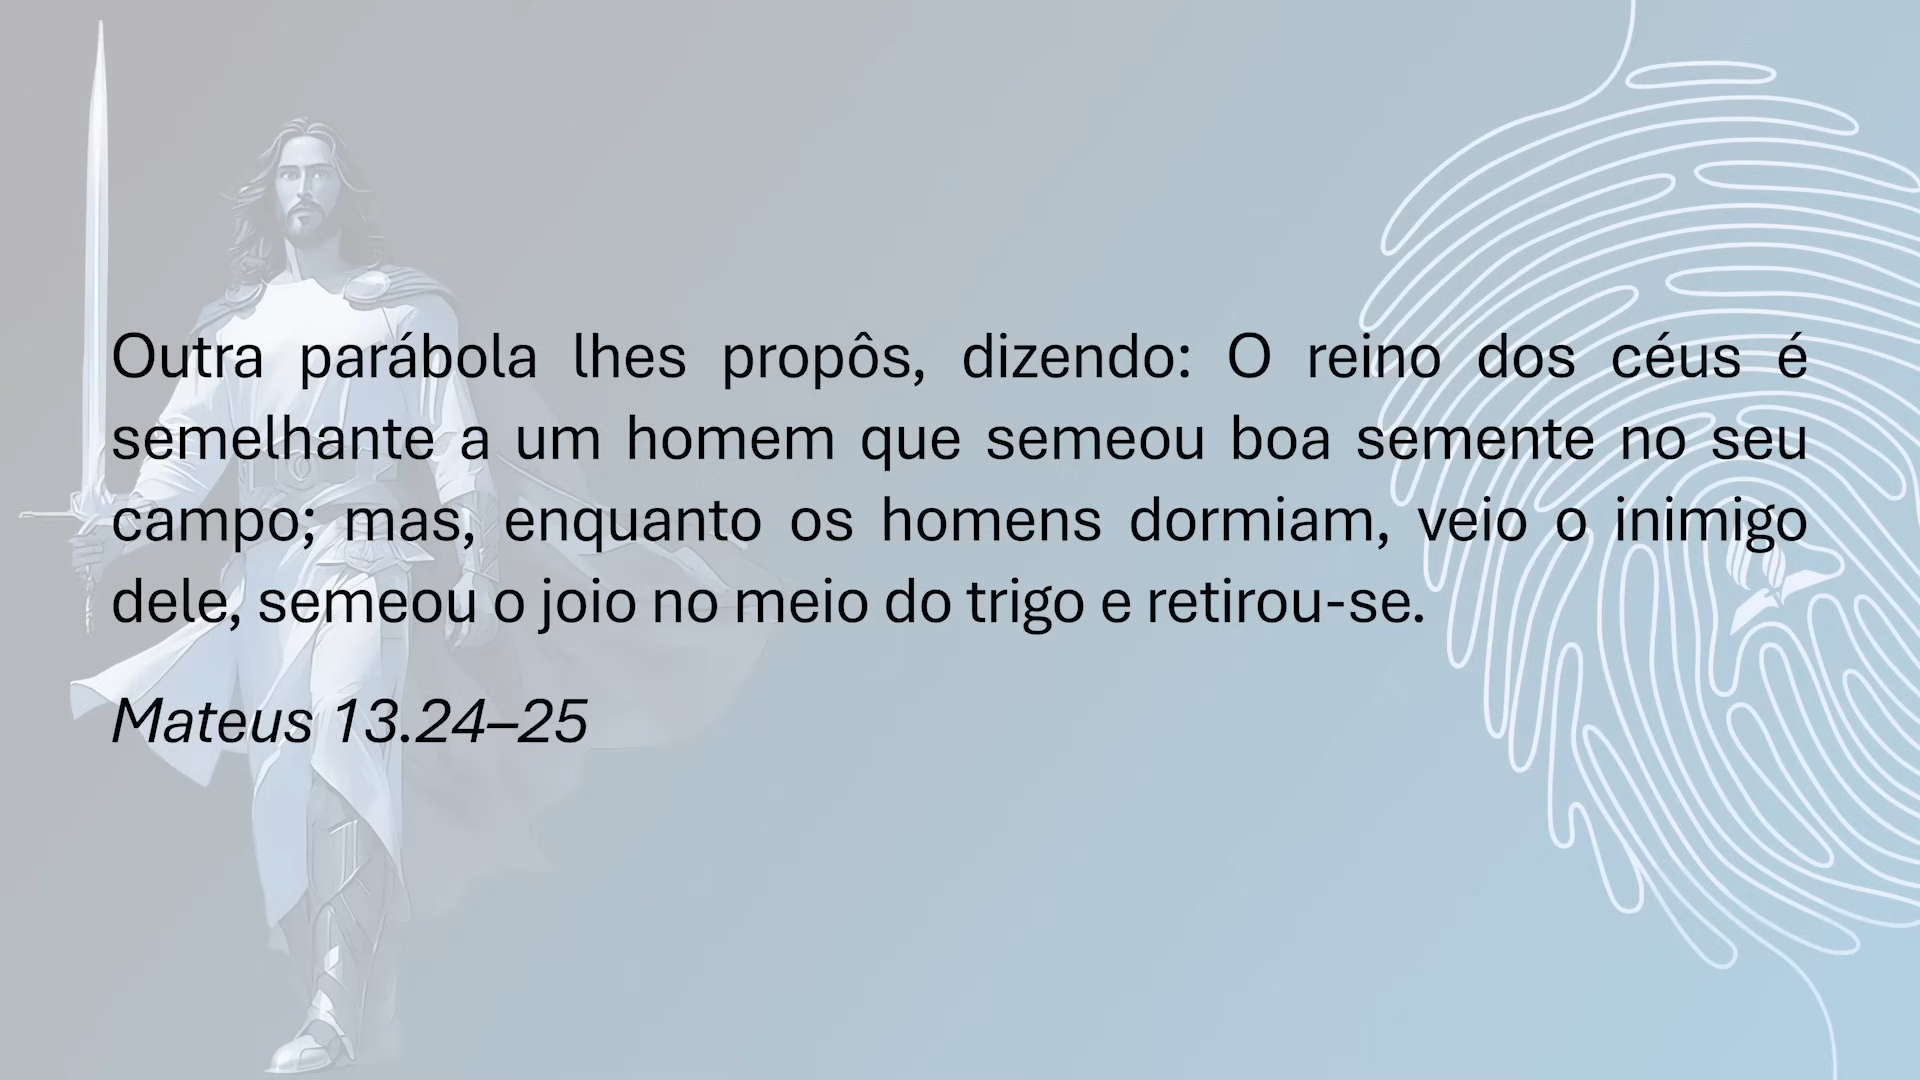 Outra parábola lhes propôs, dizendo: O reino dos céus é
semelhante a um homem que semeou boa semente no seu
campo; mas, enquanto os homens dormiam, veio o inimigo
dele, semeou o joio no meio do trigo e retirou-se.
Mateus 13.24–25